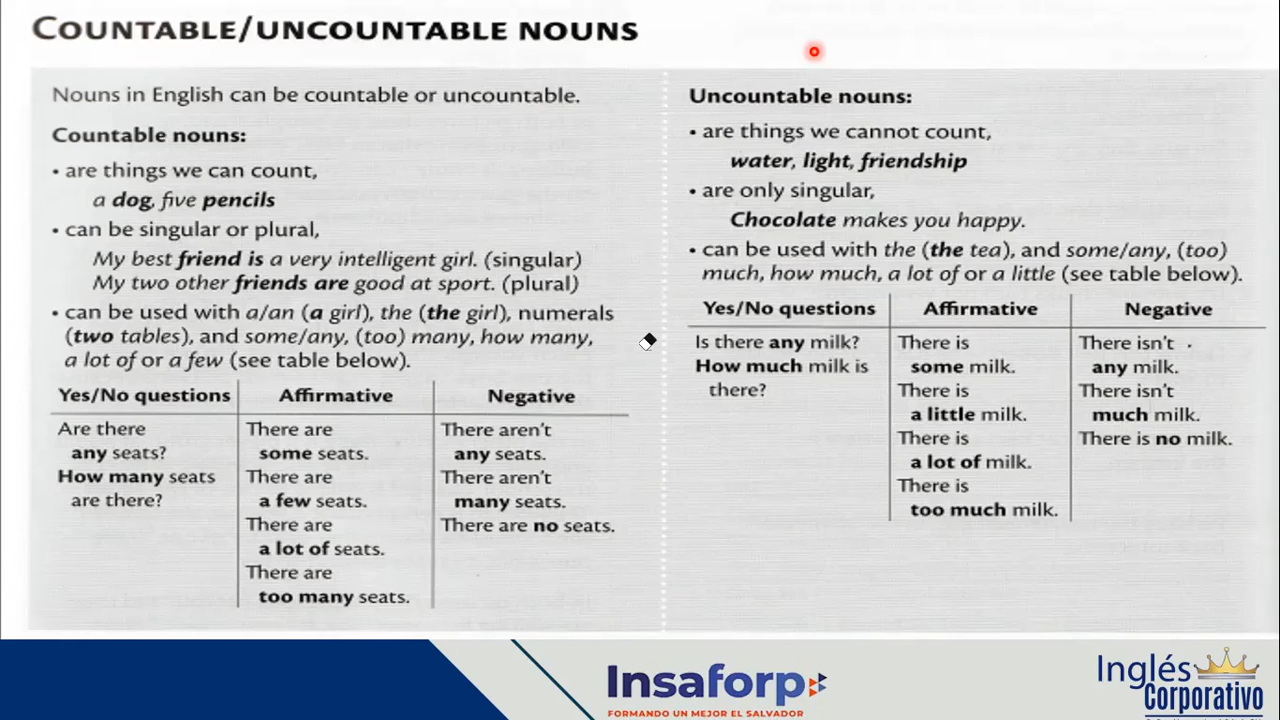 COUNTABLE/UNCOUNTABLE NOUNS
Nouns in English can be countable or uncountable.
Countable nouns:
• are things we can count,
a dog, five pencils
• can be singular or plural,
My best friend is a very intelligent girl. (singular)
My two other friends are good at sport. (plural)
• can be used with a/an (a girl), the (the girl), numerals
(two tables), and some/any, (too) many, how many,
a lot of or a few (see table below).
Yes/No questions Affirmative Negative
Are there There are There aren't
any seats? some seats. any seats.
How many seats There are There aren't
are there? a few seats. many seats.
There are There are no seats.
a lot of seats.
There are
too many seats.
Uncountable nouns:
• are things we cannot count,
water, light, friendship
• are only singular,
Chocolate makes you happy.
• can be used with the (the tea), and some/any, (too)
much, how much, a lot of or a little (see table below).
Yes/No questions Affirmative Negative
Is there any milk? There is There isn't
How much milk is some milk. any milk.
there? There is There isn't
a little milk. much milk.
There is There is no milk.
a lot of milk.
There is
too much milk.
Insaforp
FORMANDO UN MEJOR EL SALVADOR
Inglés
Corporativo